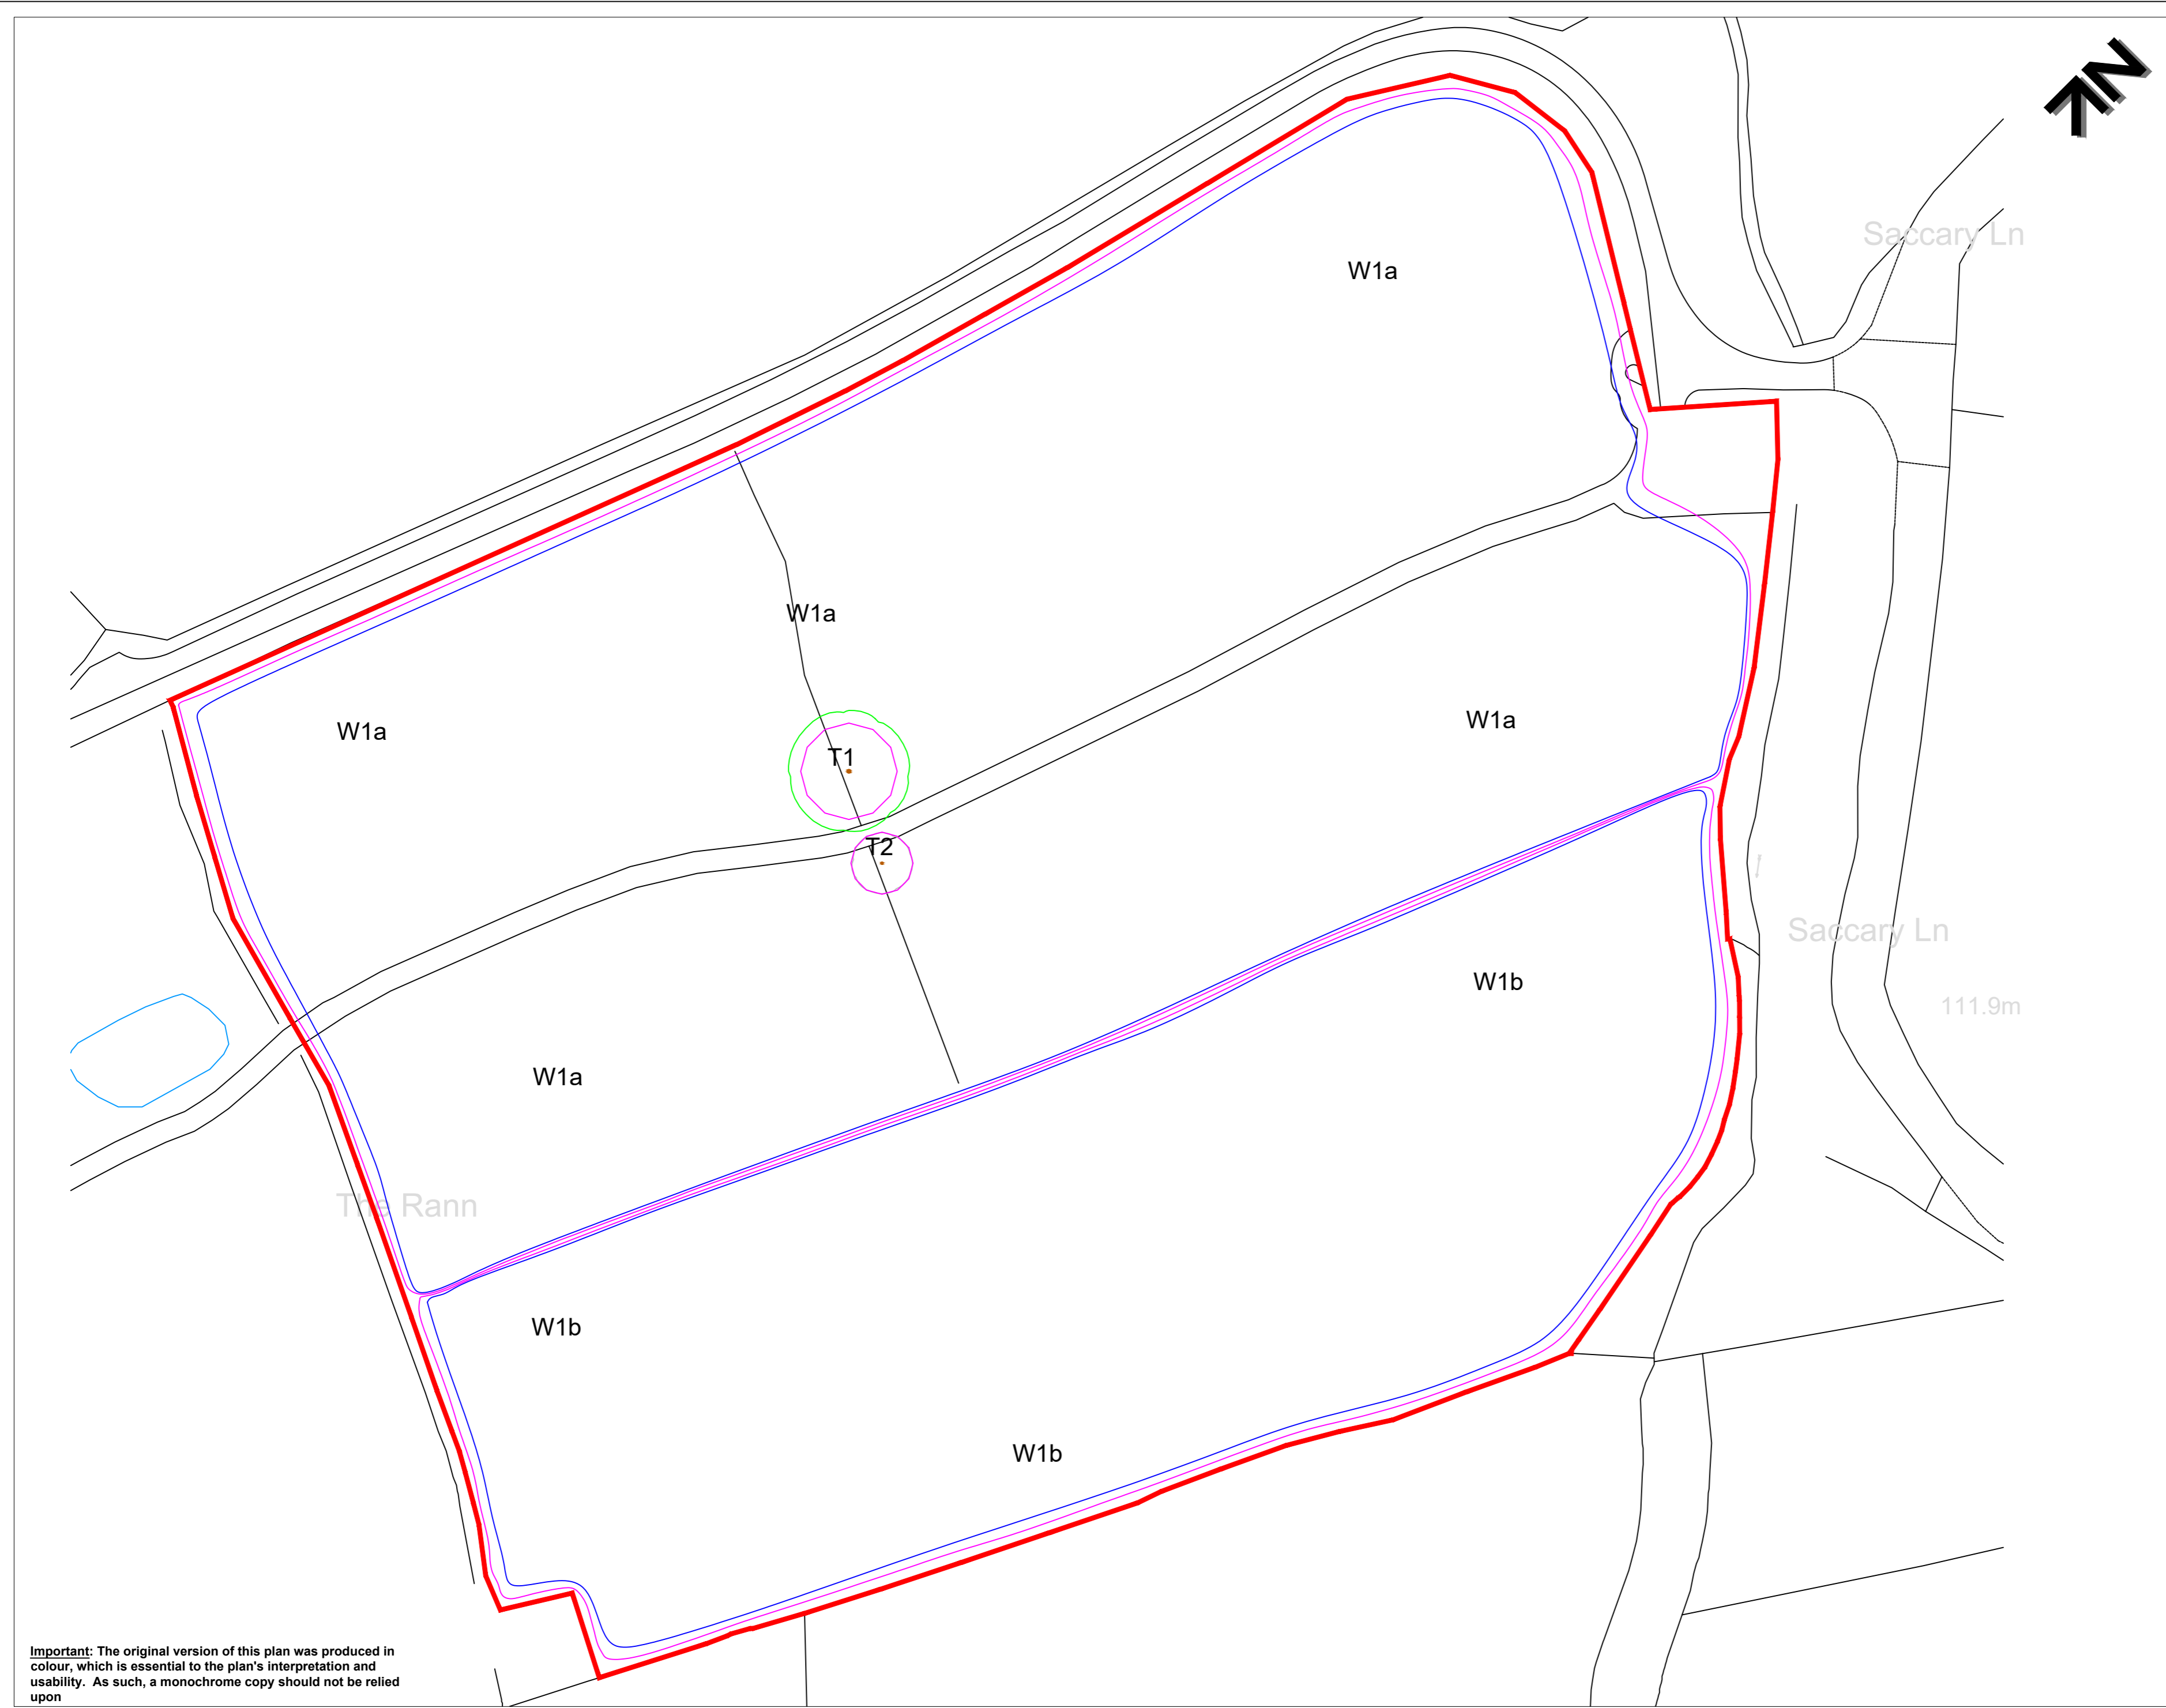 N
Saccary Ln
W1a
W1a
W1a
W1a
T1
T2
Saccary Ln
W1b
111.9m
W1a
The Rann
W1b
W1b
Important: The original version of this plan was produced in
colour, which is essential to the plan's interpretation and
usability. As such, a monochrome copy should not be relied
upon